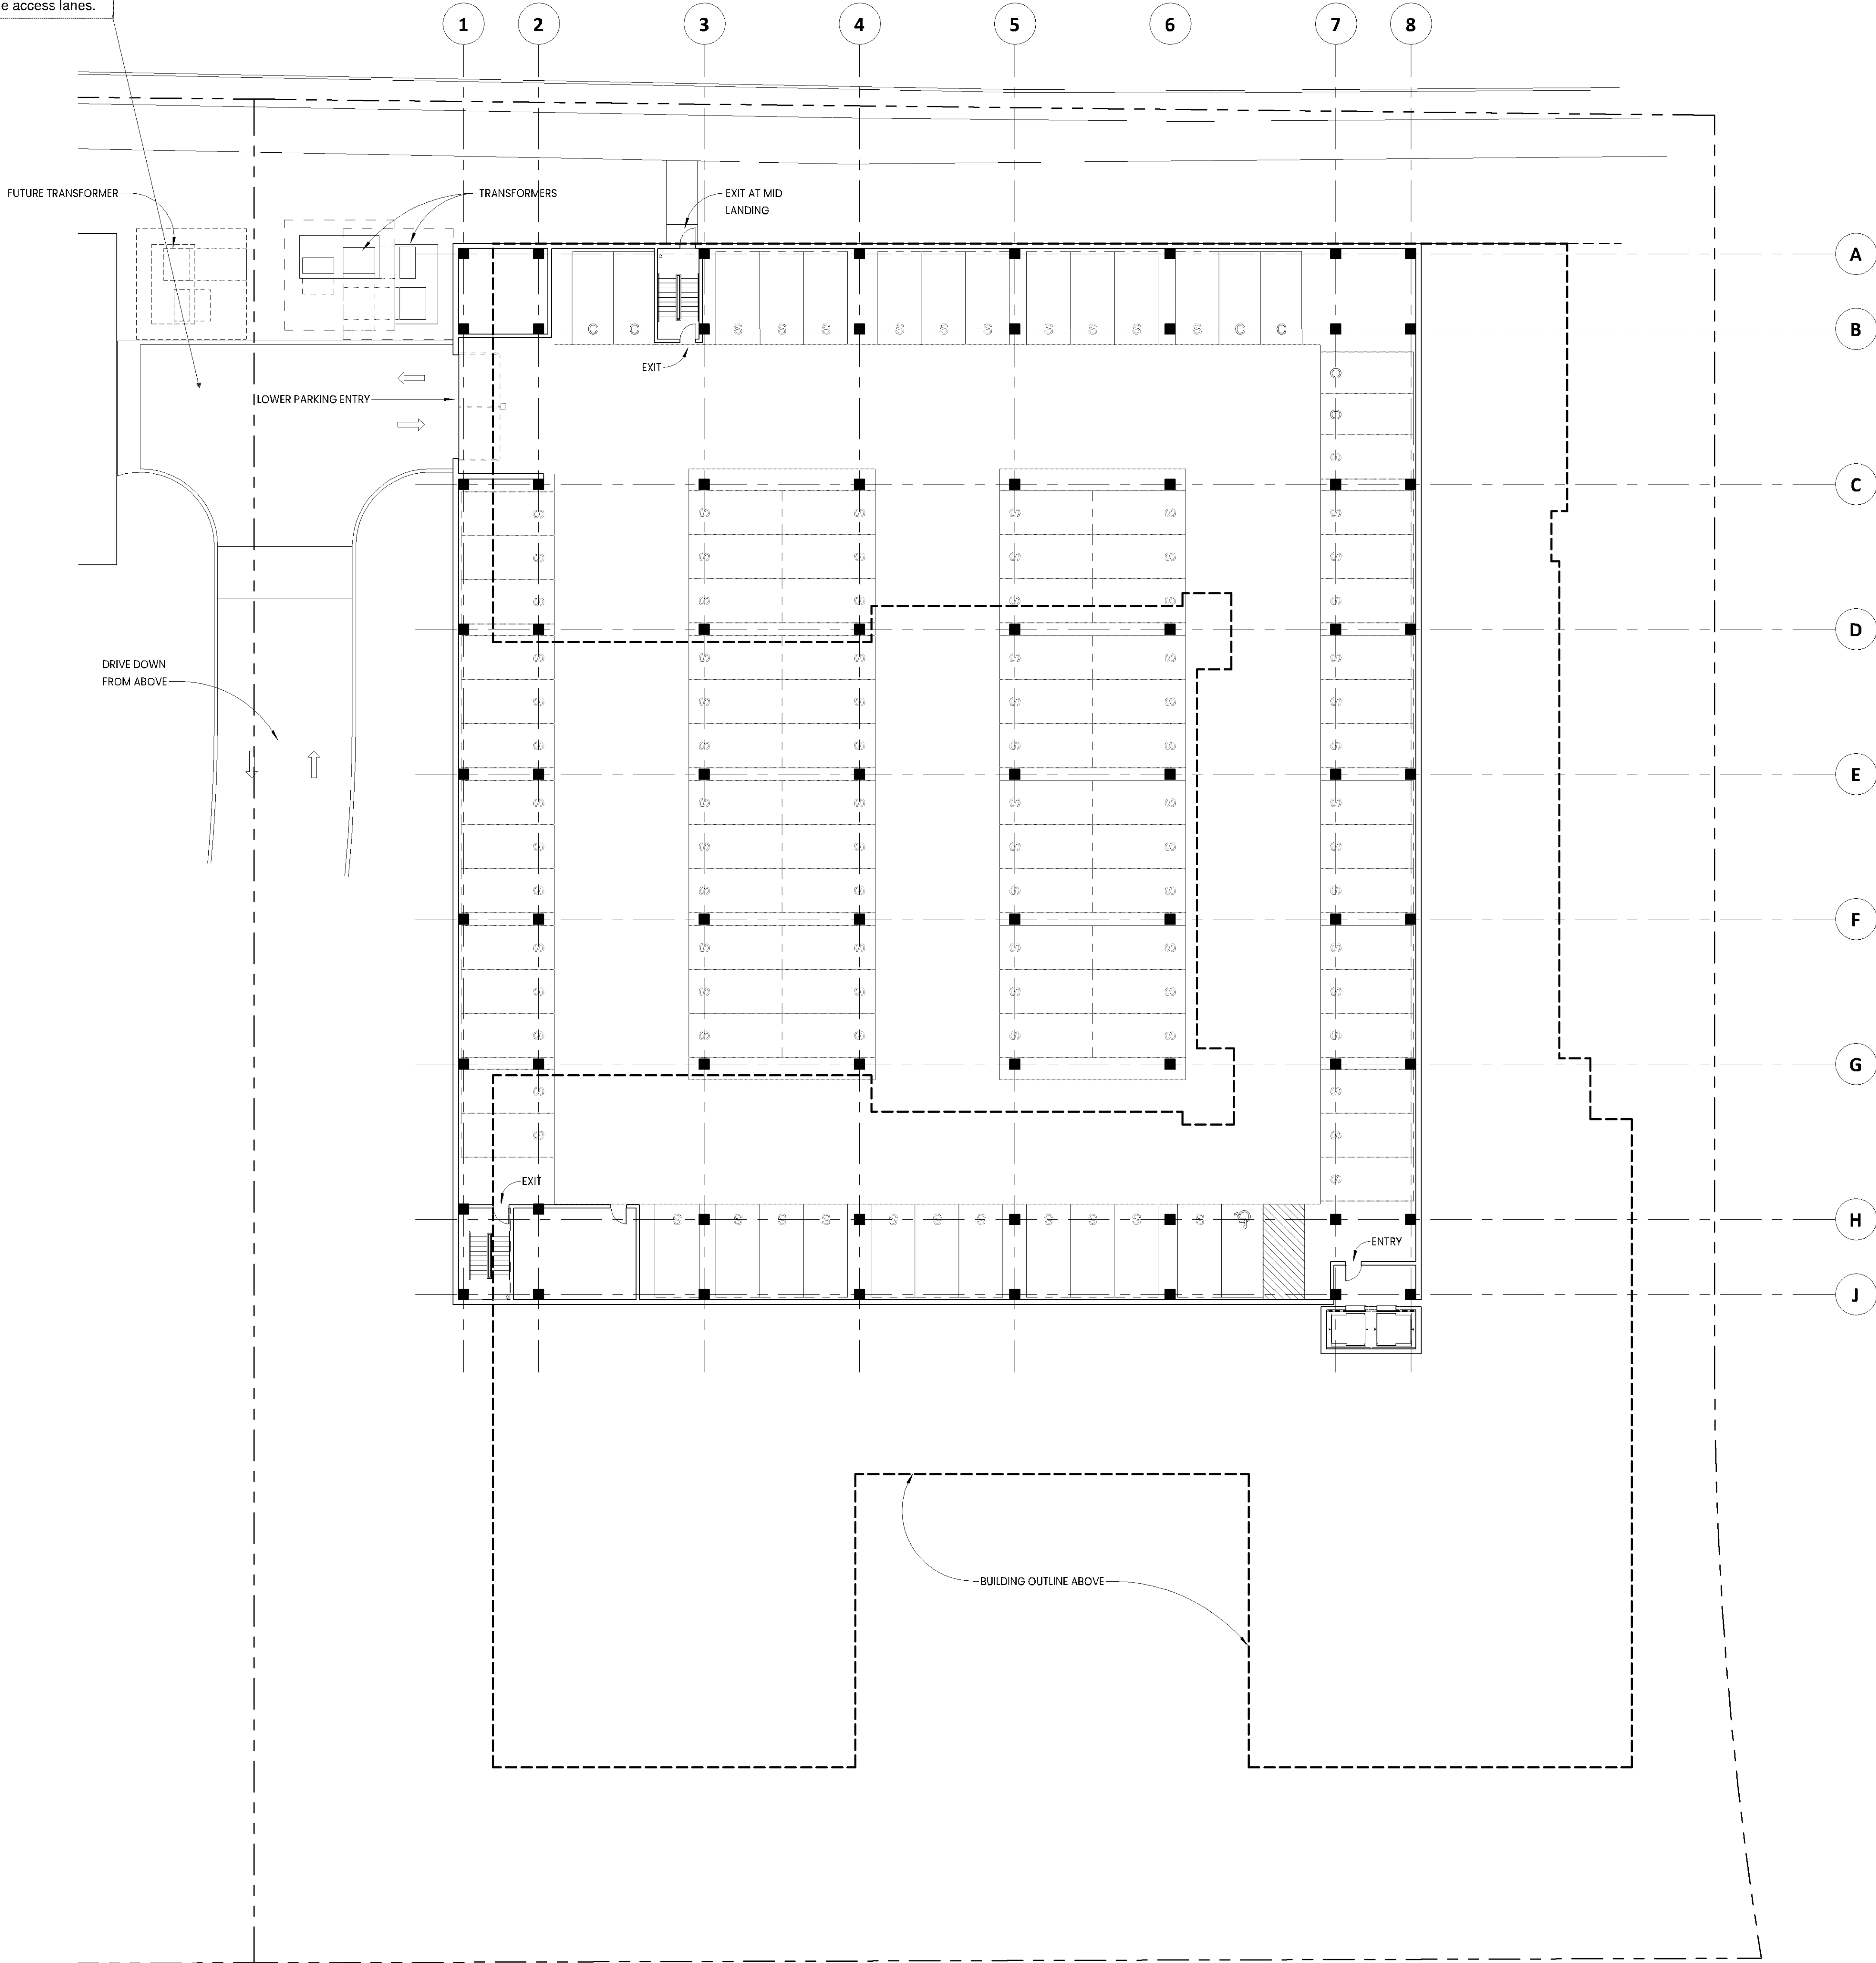 e access lanes.
1 2 3 4 5 6 7 8
FUTURE TRANSFORMER
TRANSFORMERS
EXIT AT MID
LANDING
A
C C S S S S S S S S S S C C
B
EXIT
C
LOWER PARKING ENTRY
C
S
C
S S S S S S S
S S S S S S S
S S S S S S S
D
S S S S S S S
DRIVE DOWN
FROM ABOVE
S S S S S S S
S S S S S S S
E
S S S S S S S
S S S S S S S
S S S S S S S
F
S S S S S S S
S S S S S S S
S S S S S S S
G
S S
S S
EXIT
S
S S S S S S S S S S S
H
ENTRY
J
BUILDING OUTLINE ABOVE